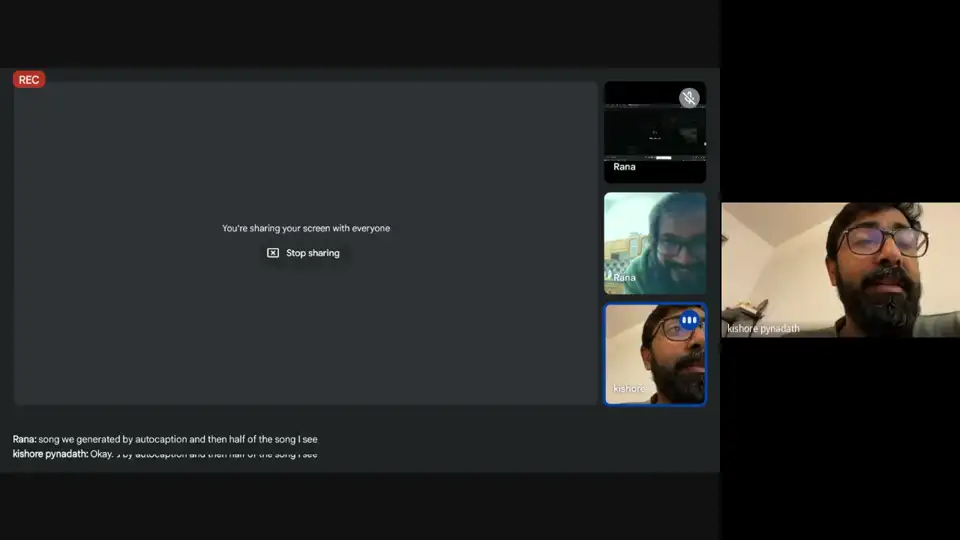 REC
Rana
You're sharing your screen with everyone
Stop sharing
Rana
kishore
kishore pynadath
Rana: song we generated by autocaption and then half of the song I see
kishore pynadath: Okay.
by autocaption and then half of the song I see